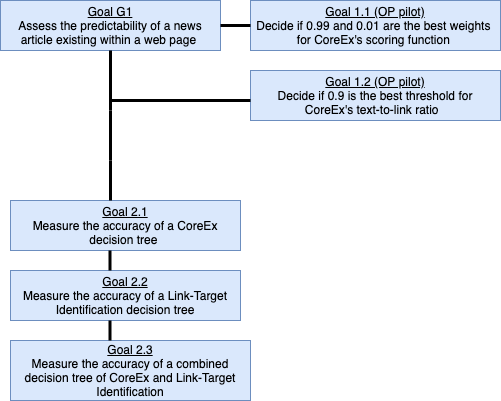 Goal G1
Assess the predictability of a news
article existing within a web page
Goal 1.1 (OP pilot)
Decide if 0.99 and 0.01 are the best weights
for CoreEx's scoring function
Goal 1.2 (OP pilot)
Decide if 0.9 is the best threshold for
CoreEx's text-to-link ratio
Goal 2.1
Measure the accuracy of a CoreEx
decision tree
Goal 2.2
Measure the accuracy of a Link-Target
Identification decision tree
Goal 2.3
Measure the accuracy of a combined
decision tree of CoreEx and Link-Target
Identification